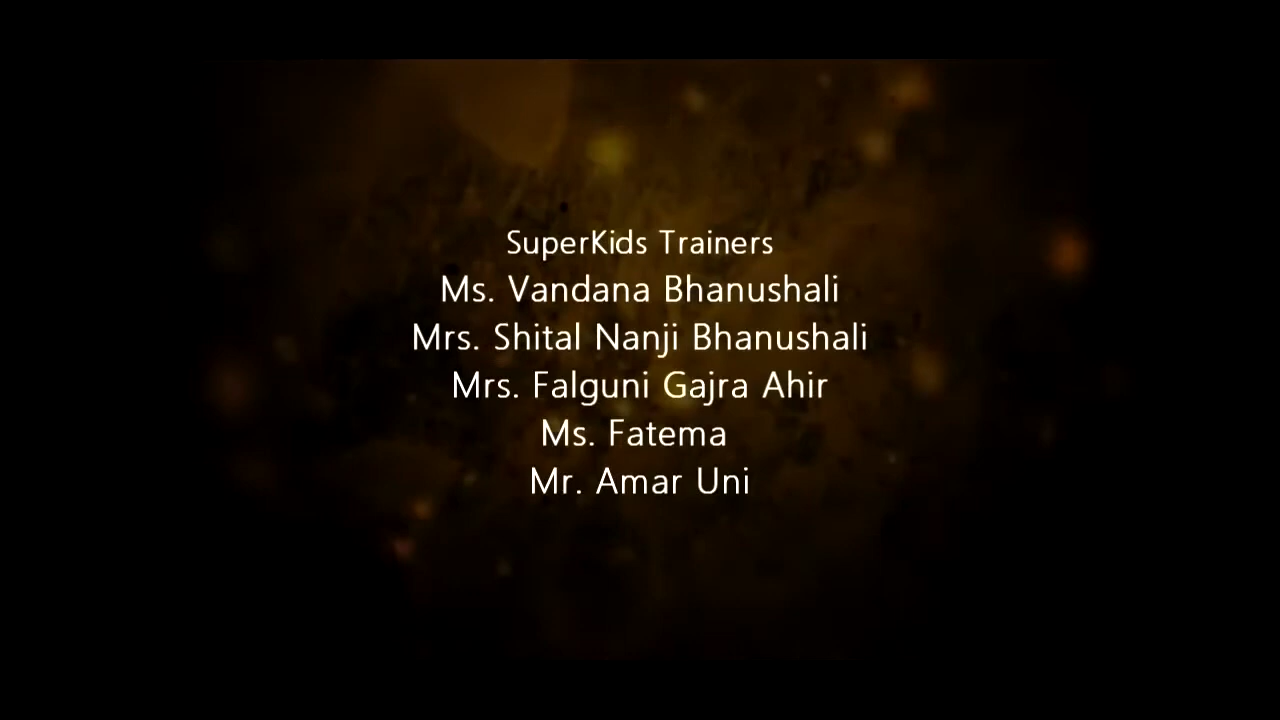 SuperKids Trainers
Ms. Vandana Bhanushali
Mrs. Shital Nanji Bhanushali
Mrs. Falguni Gajra Ahir
Ms. Fatema
Mr. Amar Uni